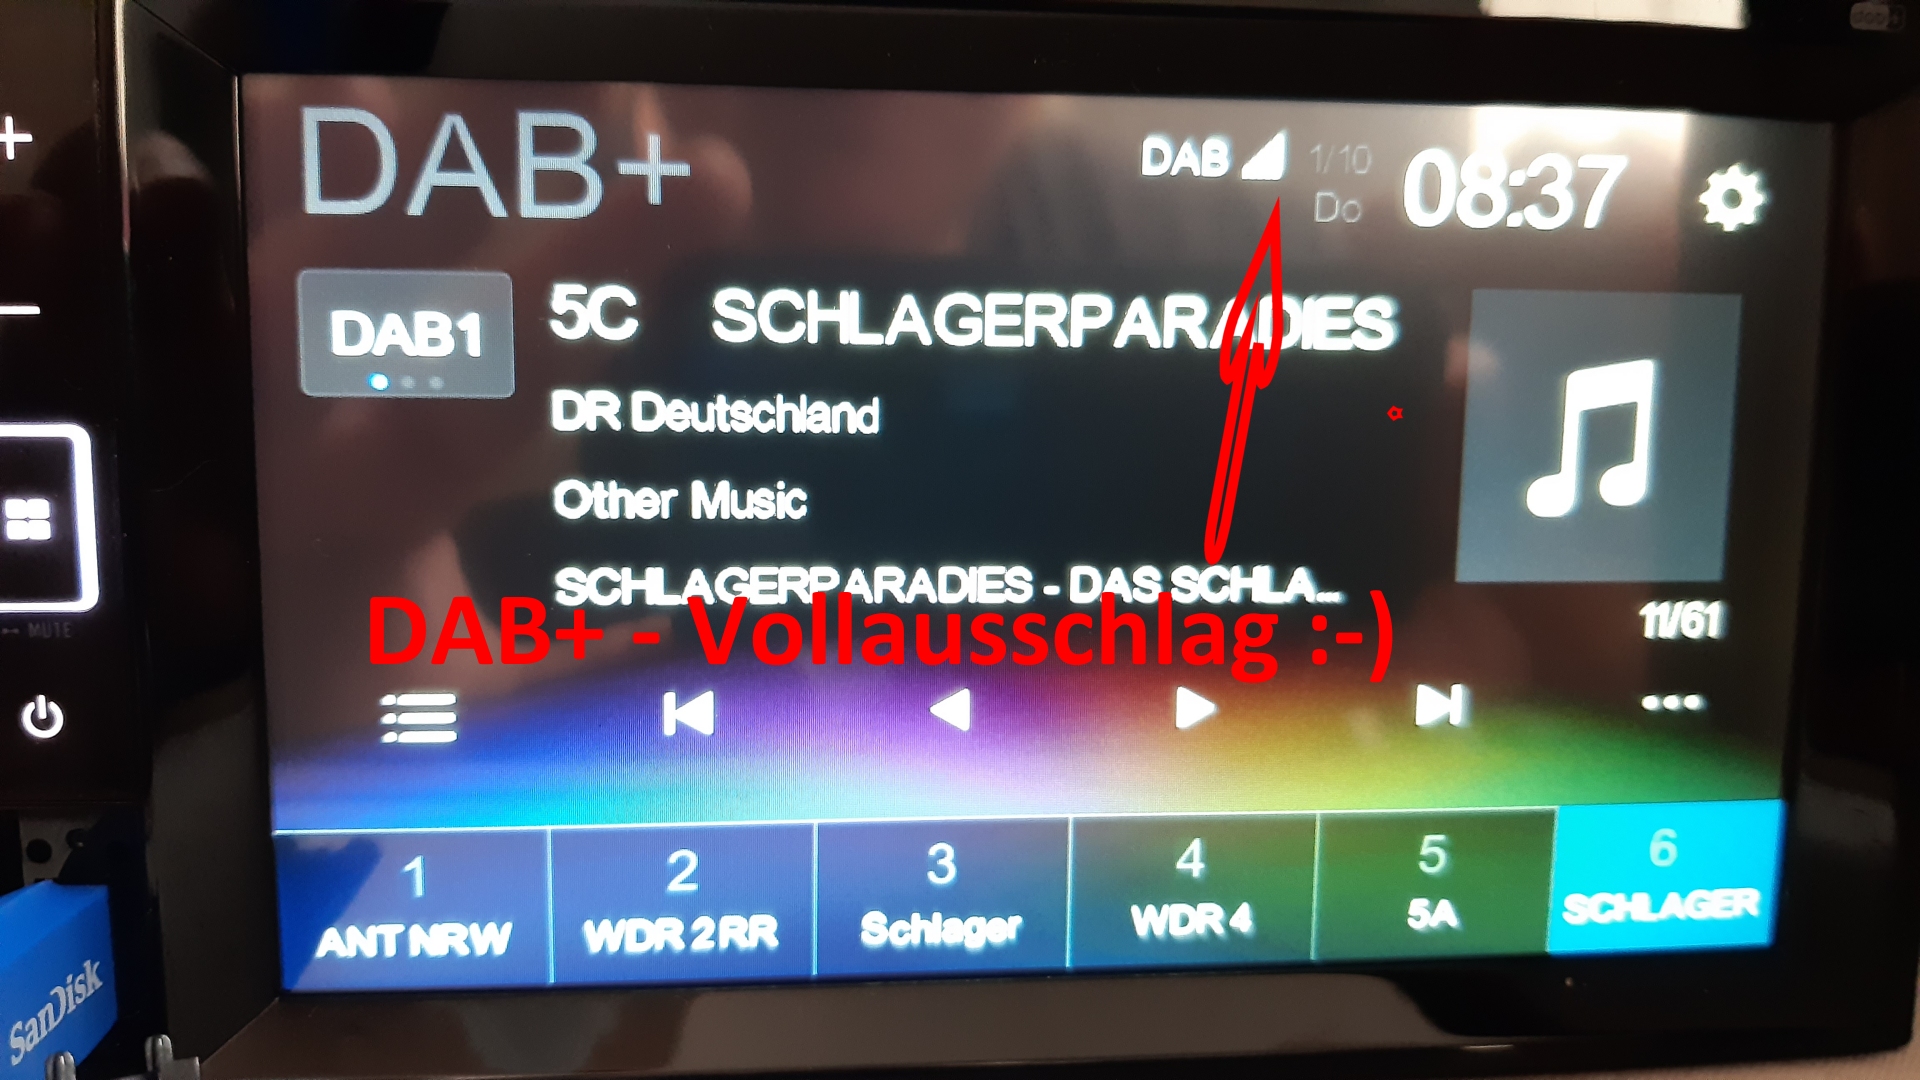 DAB+
DAB
1/10
Do
08:37
DAB1
5C SCHLAGERPARADIES
DR Deutschland
Other Music
SCHLAGERPARADIES - DAS SCHLA...
DAB+ - Vollausschlag :-)
11/61
MUTE
1
ANT NRW
2
WDR 2 RR
3
Schlager
4
WDR 4
5
5A
6
SCHLAGER
SanDisk